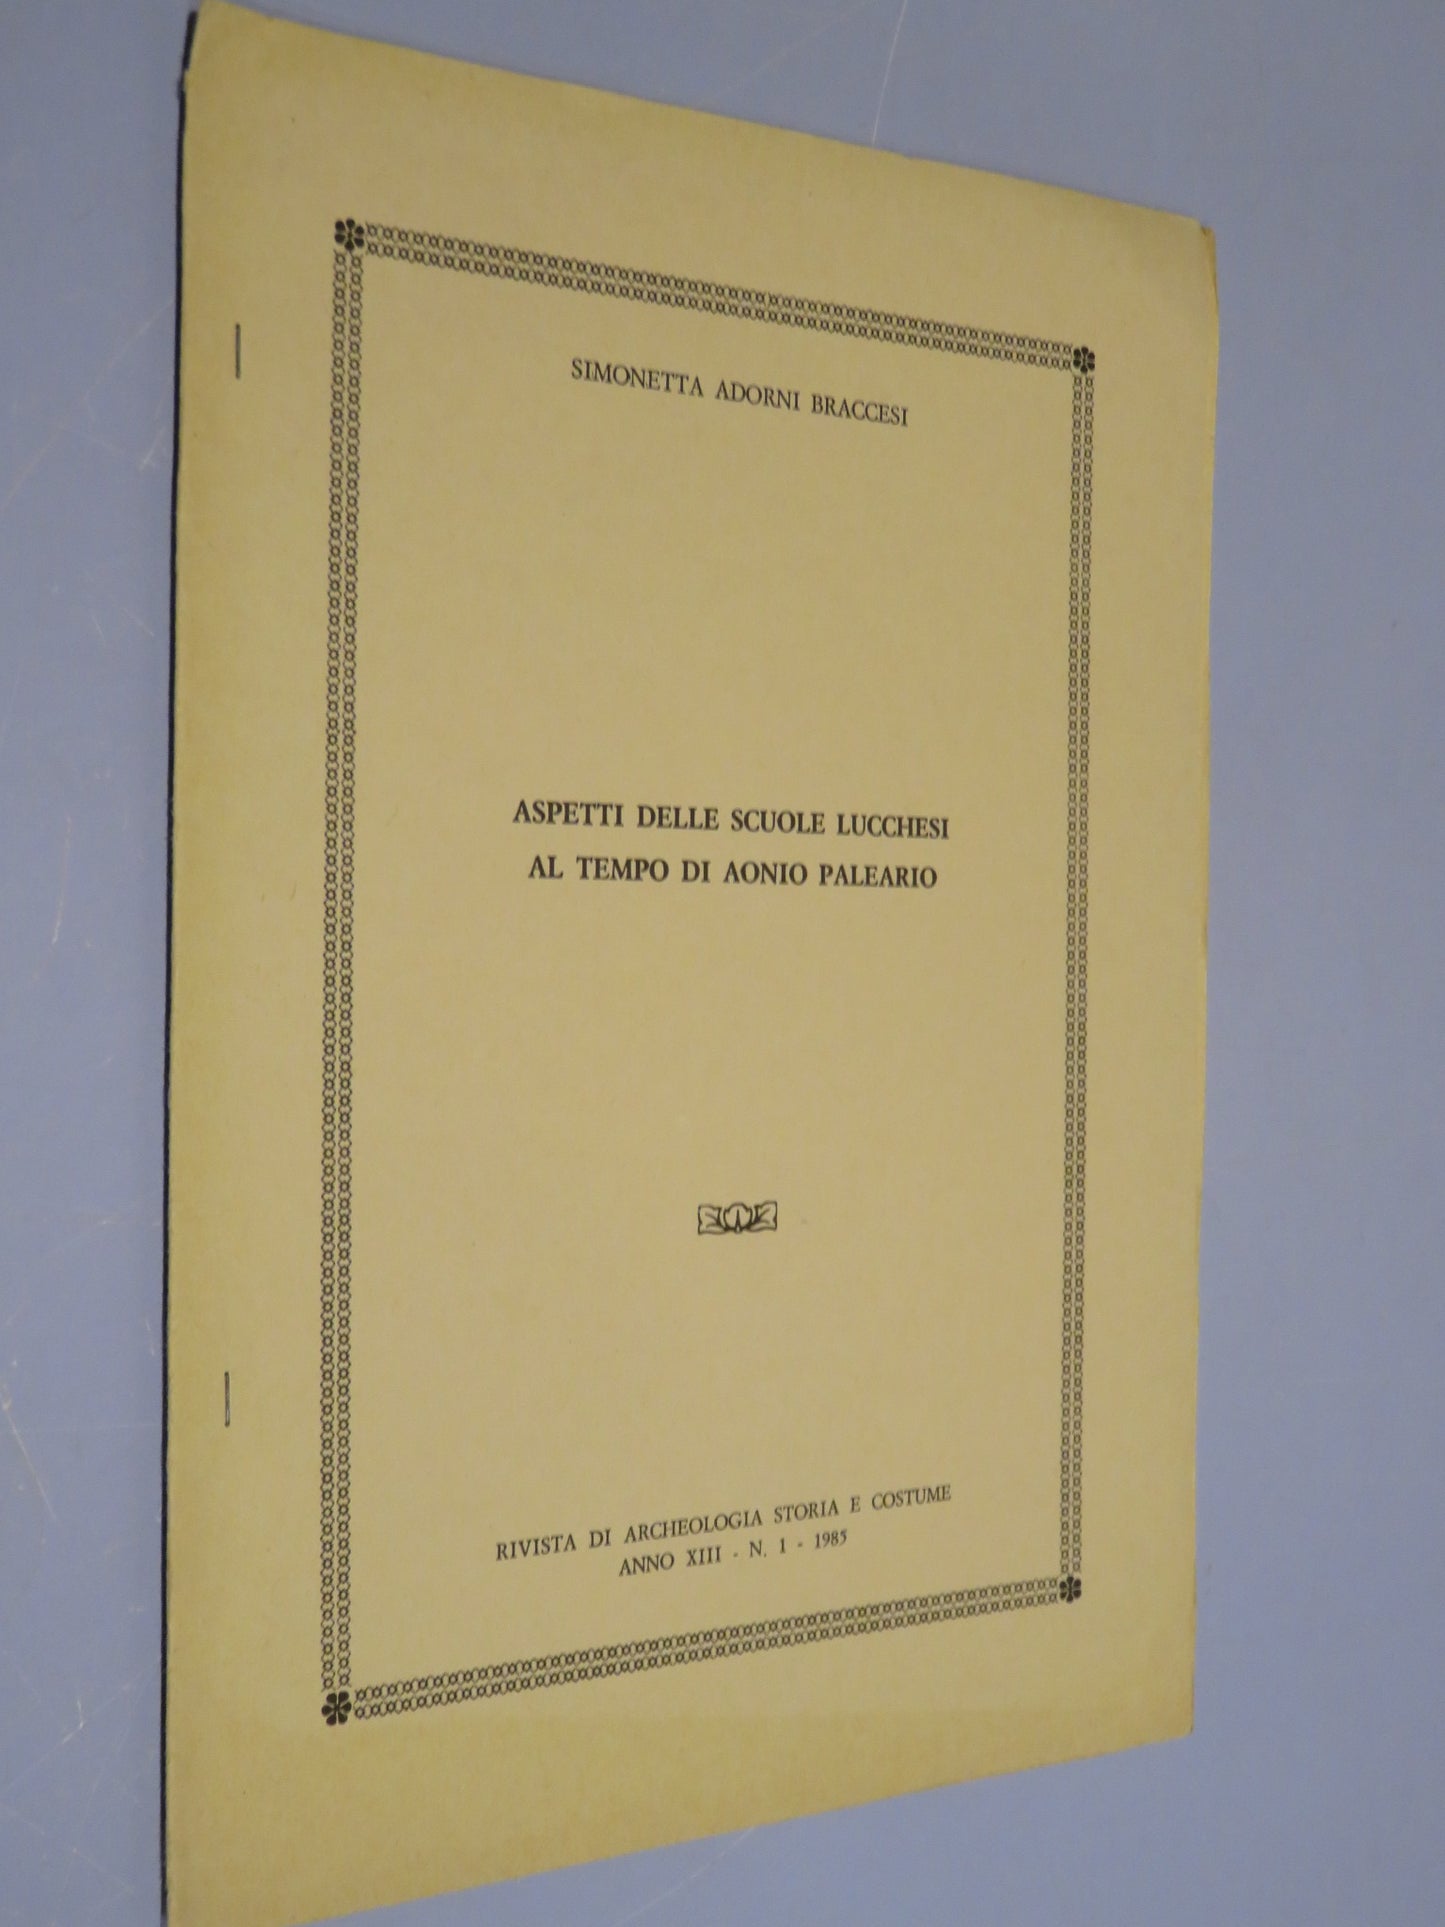 SIMONETTA ADORNI BRACCESI
ASPETTI DELLE SCUOLE LUCCHESI
AL TEMPO DI AONIO PALEARIO
RIVISTA DI ARCHEOLOGIA STORIA E COSTUME
ANNO XIII - N. 1 - 1985